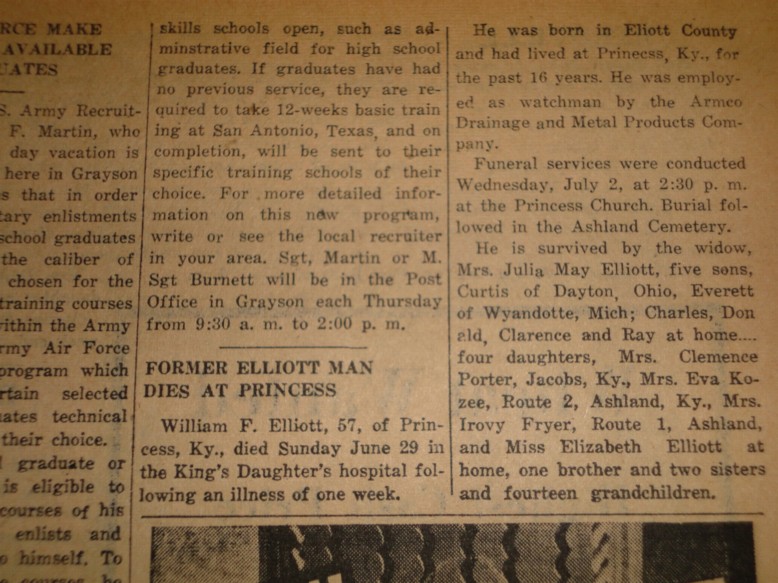 RCE MAKE
AVAILABLE
UATES
S. Army Recruit-
F. Martin, who
day vacation is
here in Grayson
s that in order
tary enlistments
school graduates
the caliber of
chosen for the
training courses
ithin the Army
rmy Air Force
program which
rtain selected
uates technical
their choice.
l graduate or
is eligible to
courses of his
enlists and
o himself. To
skills schools open, such as ad-
minstrative field for high school
graduates. If graduates have had
no previous service, they are re-
quired to take 12-weeks basic train
ing at San Antonio, Texas, and on
completion, will be sent to their
specific training schools of their
choice. For more detailed infor-
mation on this new program,
write or see the local recruiter
in your area. Sgt, Martin or M.
Sgt Burnett will be in the Post
Office in Grayson each Thursday
from 9:30 a. m. to 2:00 p. m.
FORMER ELLIOTT MAN
DIES AT PRINCESS
William F. Elliott, 57, of Prin-
cess, Ky., died Sunday June 29 in
the King's Daughter's hospital fol-
lowing an illness of one week.
He was born in Eliott County
and had lived at Prinecss, Ky., for
the past 16 years. He was employ-
ed as watchman by the Armco
Drainage and Metal Products Com-
pany.
Funeral services were conducted
Wednesday, July 2, at 2:30 p. m.
at the Princess Church. Burial fol-
lowed in the Ashland Cemetery.
He is survived by the widow,
Mrs. Julia May Elliott, five sons,
Curtis of Dayton, Ohio, Everett
of Wyandotte, Mich; Charles, Don
ald, Clarence and Ray at home....
four daughters, Mrs. Clemence
Porter, Jacobs, Ky., Mrs. Eva Ko-
zee, Route 2, Ashland, Ky., Mrs.
Irovy Fryer, Route 1, Ashland,
and Miss Elizabeth Elliott at
home, one brother and two sisters
and fourteen grandchildren.